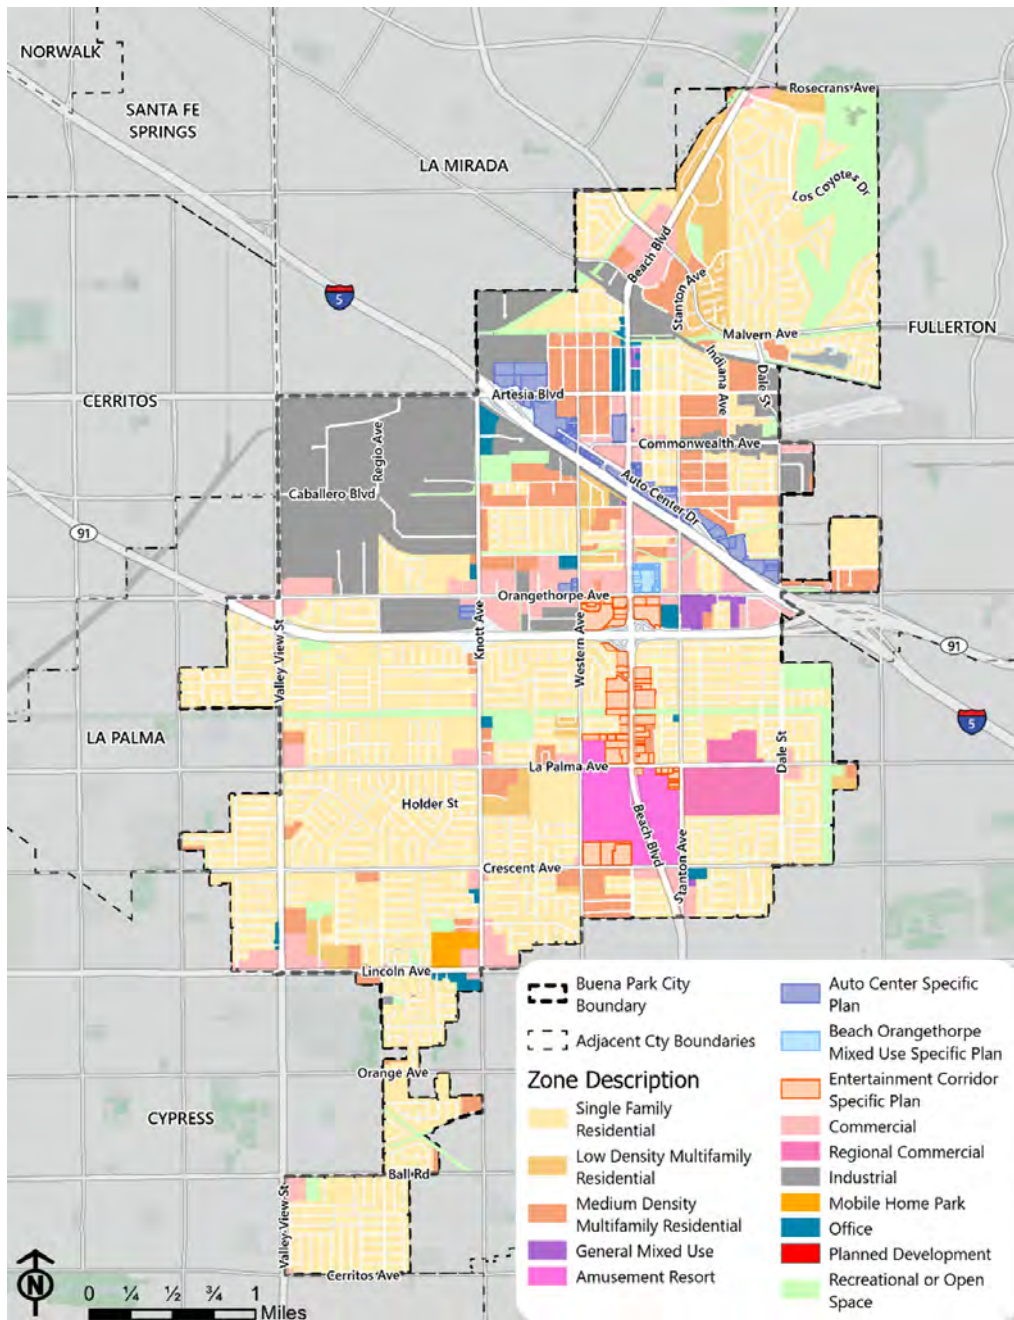 NORWALK
SANTA FE
SPRINGS
LA MIRADA
Rosecrans Ave
Los Coyotes Dr
Beach Blvd
Stanton Ave
5
Malvern Ave
FULLERTON
Indiana Ave
Dale St
CERRITOS
Artesia Blvd
Regio Ave
Commonwealth Ave
Caballero Blvd
Auto Center Dr
91
Orangethorpe Ave
Knott Ave
Western Ave
Valley View St
91
5
LA PALMA
Dale St
La Palma Ave
Holder St
Beach Blvd
Stanton Ave
Crescent Ave
Lincoln Ave
Orange Ave
CYPRESS
Ball Rd
Valley View St
Cerritos Ave
N
0 ¼ ½ ¾ 1
Miles
Buena Park City
Boundary
Adjacent Cty Boundaries
Zone Description
Single Family
Residential
Low Density Multifamily
Residential
Medium Density
Multifamily Residential
General Mixed Use
Amusement Resort
Auto Center Specific
Plan
Beach Orangethorpe
Mixed Use Specific Plan
Entertainment Corridor
Specific Plan
Commercial
Regional Commercial
Industrial
Mobile Home Park
Office
Planned Development
Recreational or Open
Space